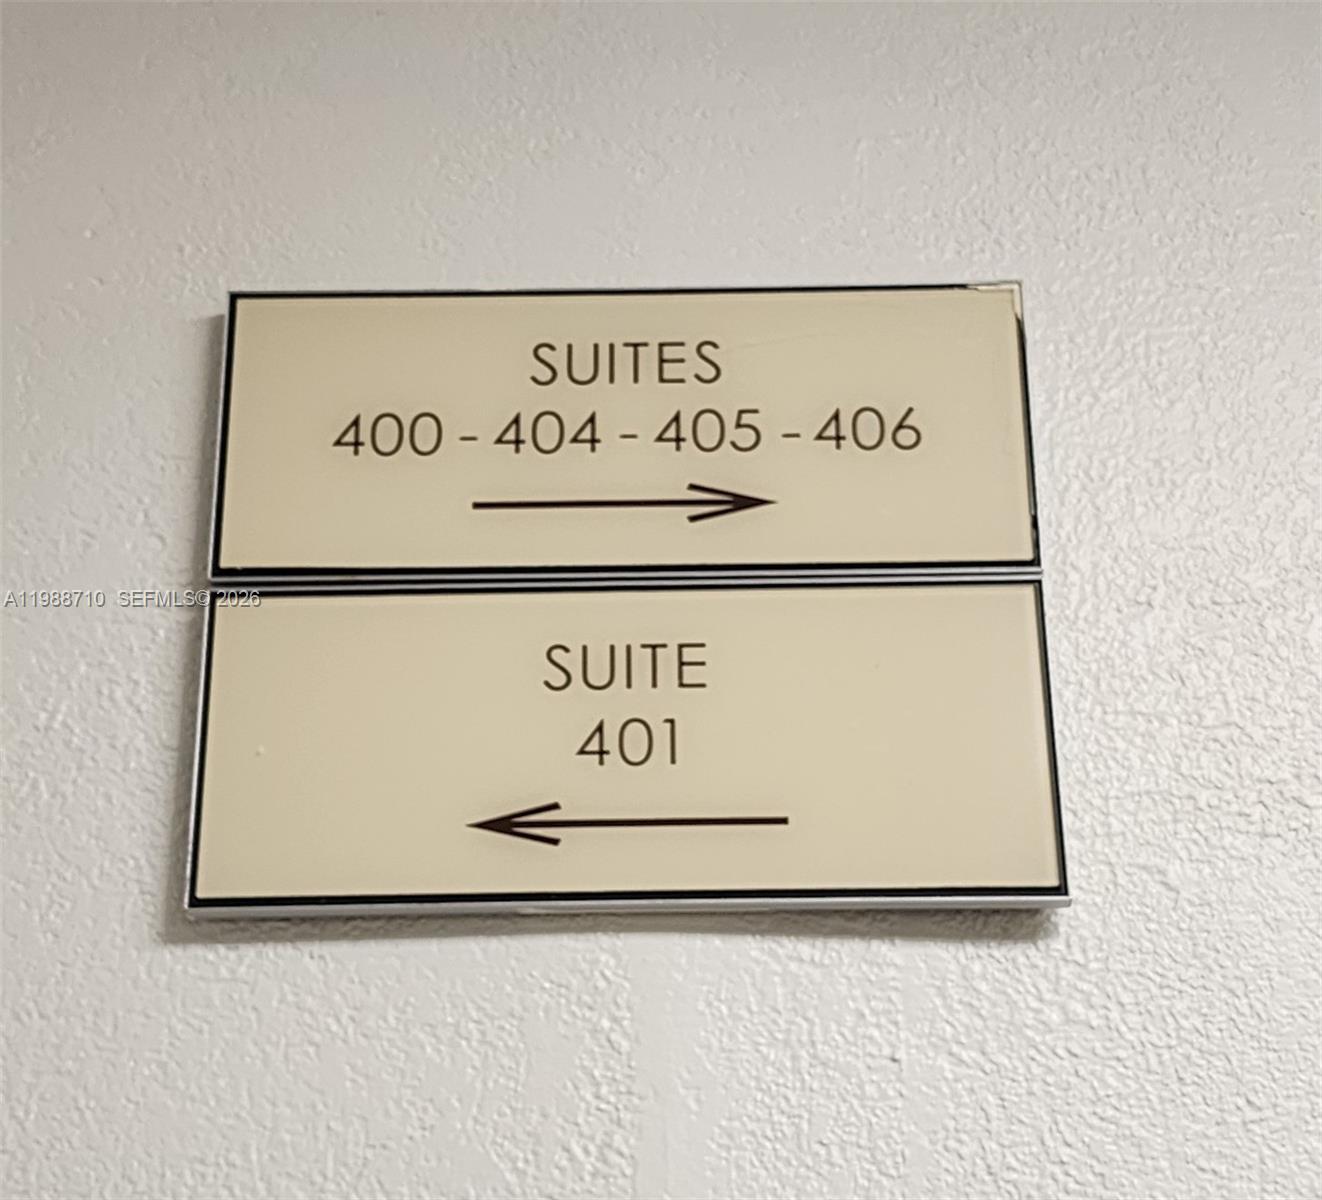 SUITES
400 - 404 - 405 - 406
A11988710 SEFMLS© 2026
SUITE
401